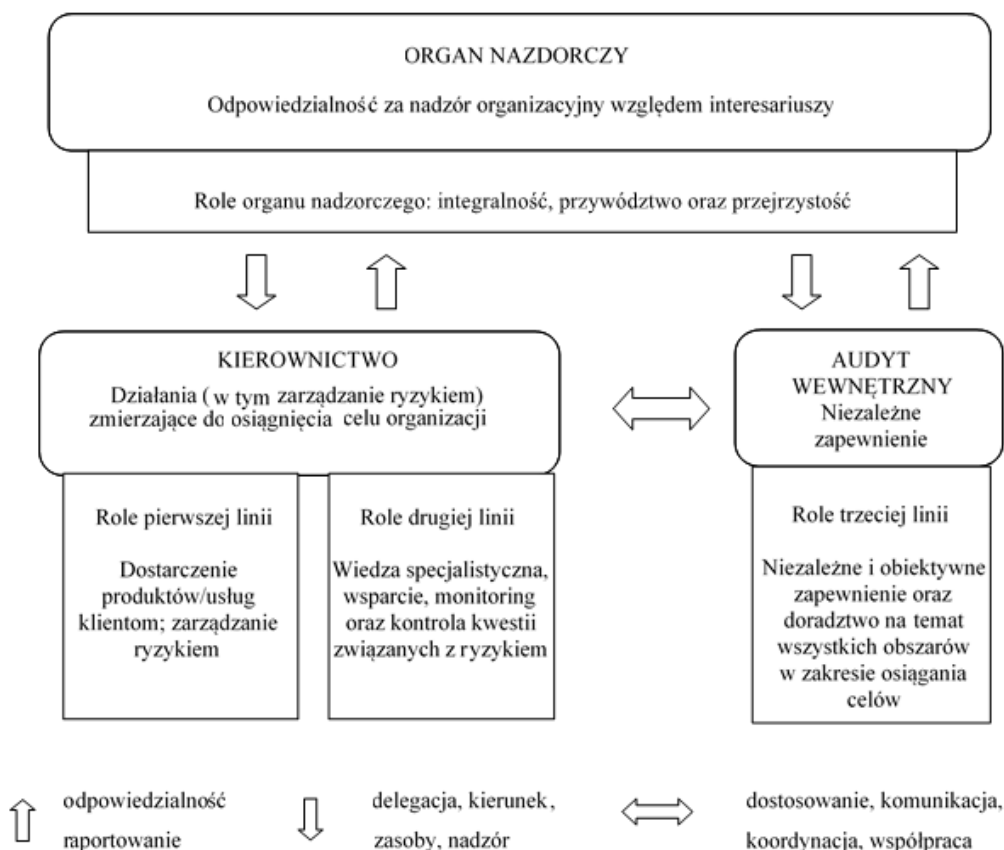 ORGAN NAZDORCZY
Odpowiedzialność za nadzór organizacyjny względem interesariuszy
Role organu nadzorczego: integralność, przywództwo oraz przejrzystość
KIEROWNICTWO
Działania (w tym zarządzanie ryzykiem)
zmierzające do osiągnięcia celu organizacji
AUDYT
WEWNĘTRZNY
Niezależne
zapewnienie
Role pierwszej linii
Dostarczenie
produktów/usług
klientom; zarządzanie
ryzykiem
Role drugiej linii
Wiedza specjalistyczna,
wsparcie, monitoring
oraz kontrola kwestii
związanych z ryzykiem
Role trzeciej linii
Niezależne i obiektywne
zapewnienie oraz
doradztwo na temat
wszystkich obszarów
w zakresie osiągania
celów
odpowiedzialność
raportowanie
delegacja, kierunek,
zasoby, nadzór
dostosowanie, komunikacja,
koordynacja, współpraca